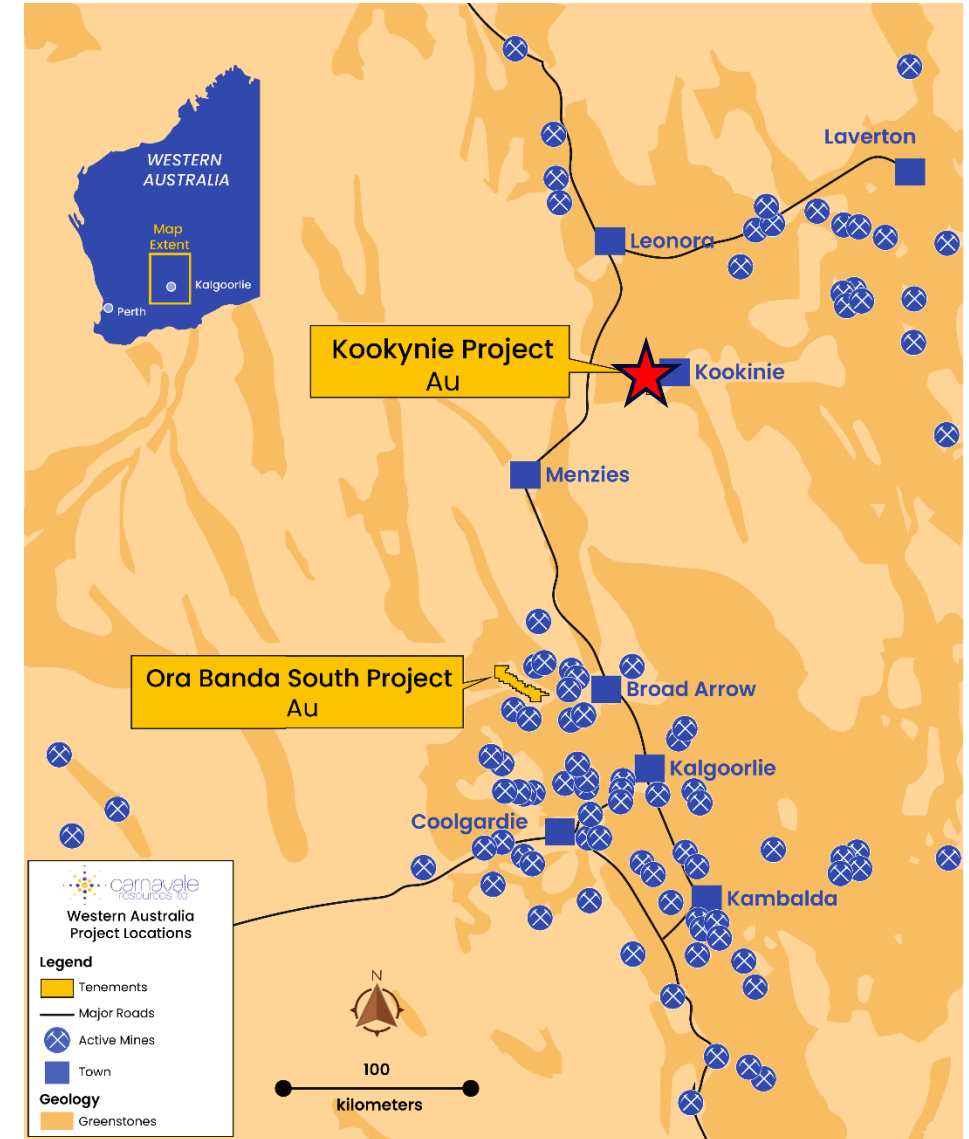 WESTERN
AUSTRALIA
Map
Extent
Kalgoorlie
Perth
Laverton
Leonora
Kookynie Project
Au
Kookinie
Menzies
Ora Banda South Project
Au
Broad Arrow
Kalgoorlie
Coolgardie
Kambalda
carnavale
resources ltd
Western Australia
Project Locations
Legend
Tenements
Major Roads
Active Mines
Town
Geology
Greenstones
N
100
kilometers